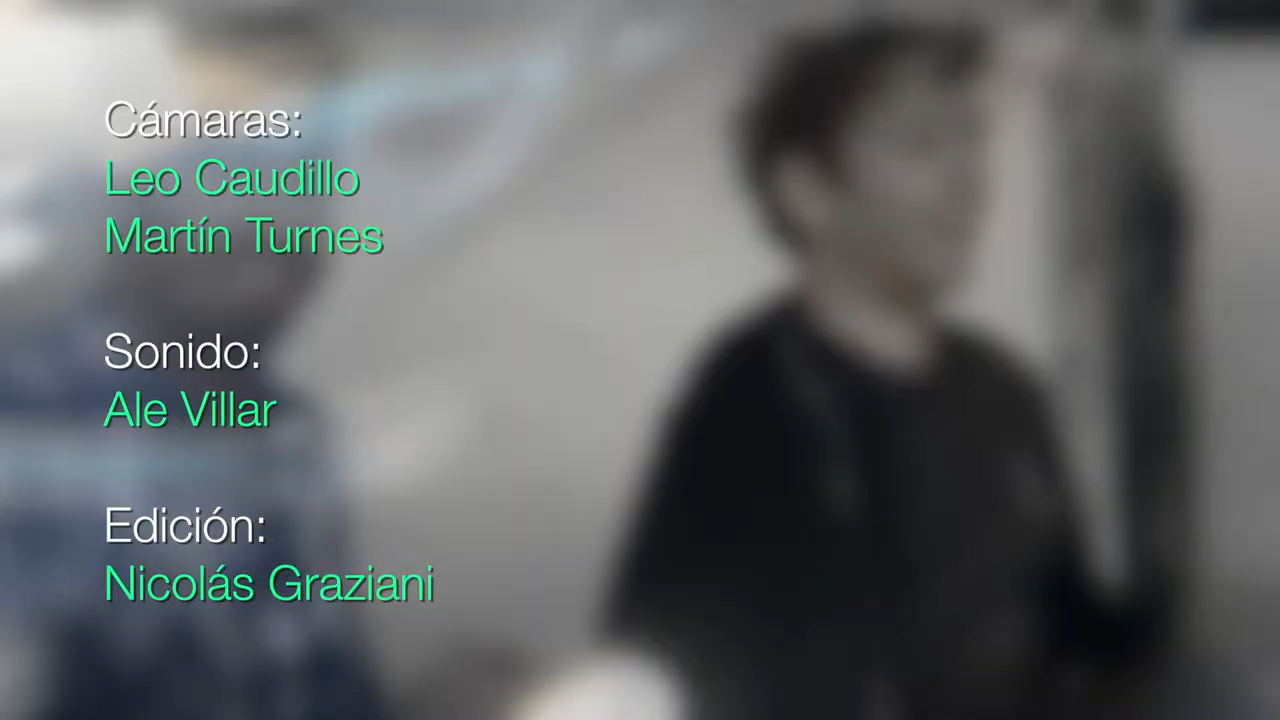 Cámaras:
Leo Caudillo
Martín Turnes
Sonido:
Ale Villar
Edición:
Nicolás Graziani